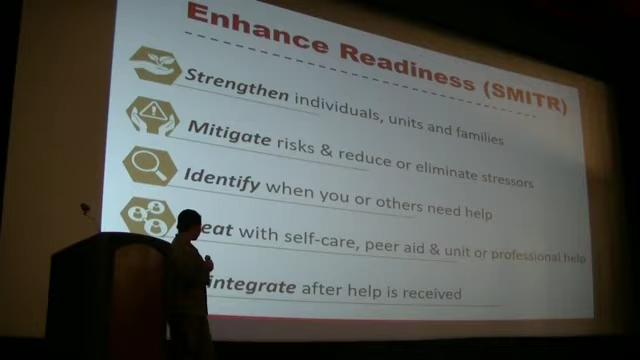 Enhance Readiness (SMITR)
Strengthen individuals, units and families
Mitigate risks & reduce or eliminate stressors
Identify when you or others need help
eat with self-care, peer aid & unit or professional help
integrate after help is received